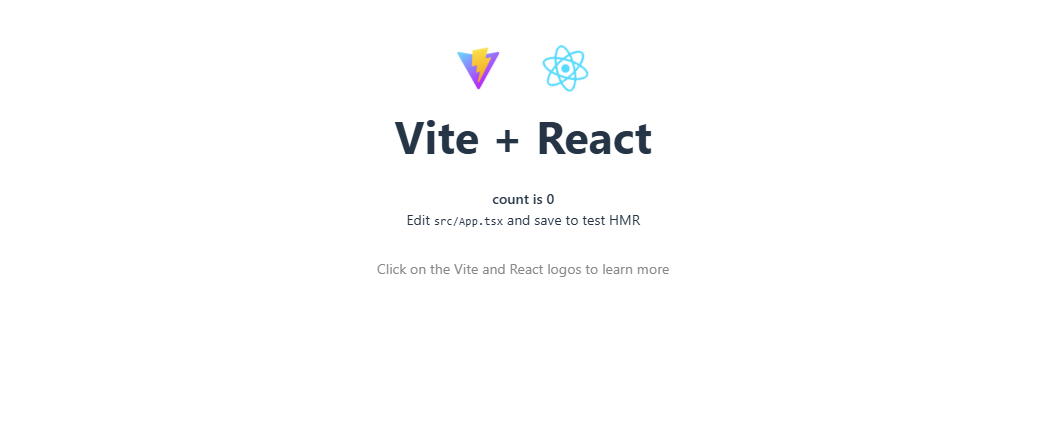 Vite + React
count is 0
Edit src/App.tsx and save to test HMR
Click on the Vite and React logos to learn more